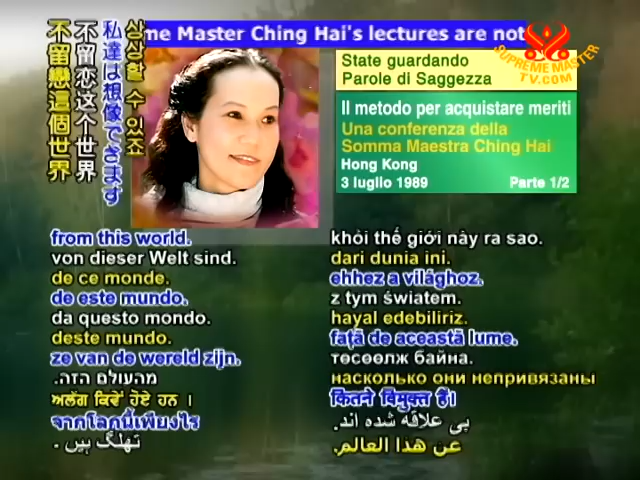 me Master Ching Hai's lectures are not
SUPREME MASTER
TV.COM
不留戀這個世界
不留恋这个世界
私達は想像できます
상상할 수 있죠
State guardando
Parole di Saggezza
Il metodo per acquistare meriti
Una conferenza della
Somma Maestra Ching Hai
Hong Kong
3 luglio 1989
Parte 1/2
from this world.
von dieser Welt sind.
de ce monde.
de este mundo.
da questo mondo.
deste mundo.
ze van de wereld zijn.
מהעולם הזה.
ਅਲੱਗ ਕਿਵੇਂ ਹੋਏ ਹਨ ।
จากโลกนี้เพียงไร
تھلگ ہیں .
khỏi thế giới này ra sao.
dari dunia ini.
ehhez a világhoz.
z tym światem.
hayal edebiliriz.
faţă de această lume.
төсөөлж байна.
насколько они непривязаны
कितने विमुक्त हैं।
بی علاقه شده اند.
عن هذا العالم.